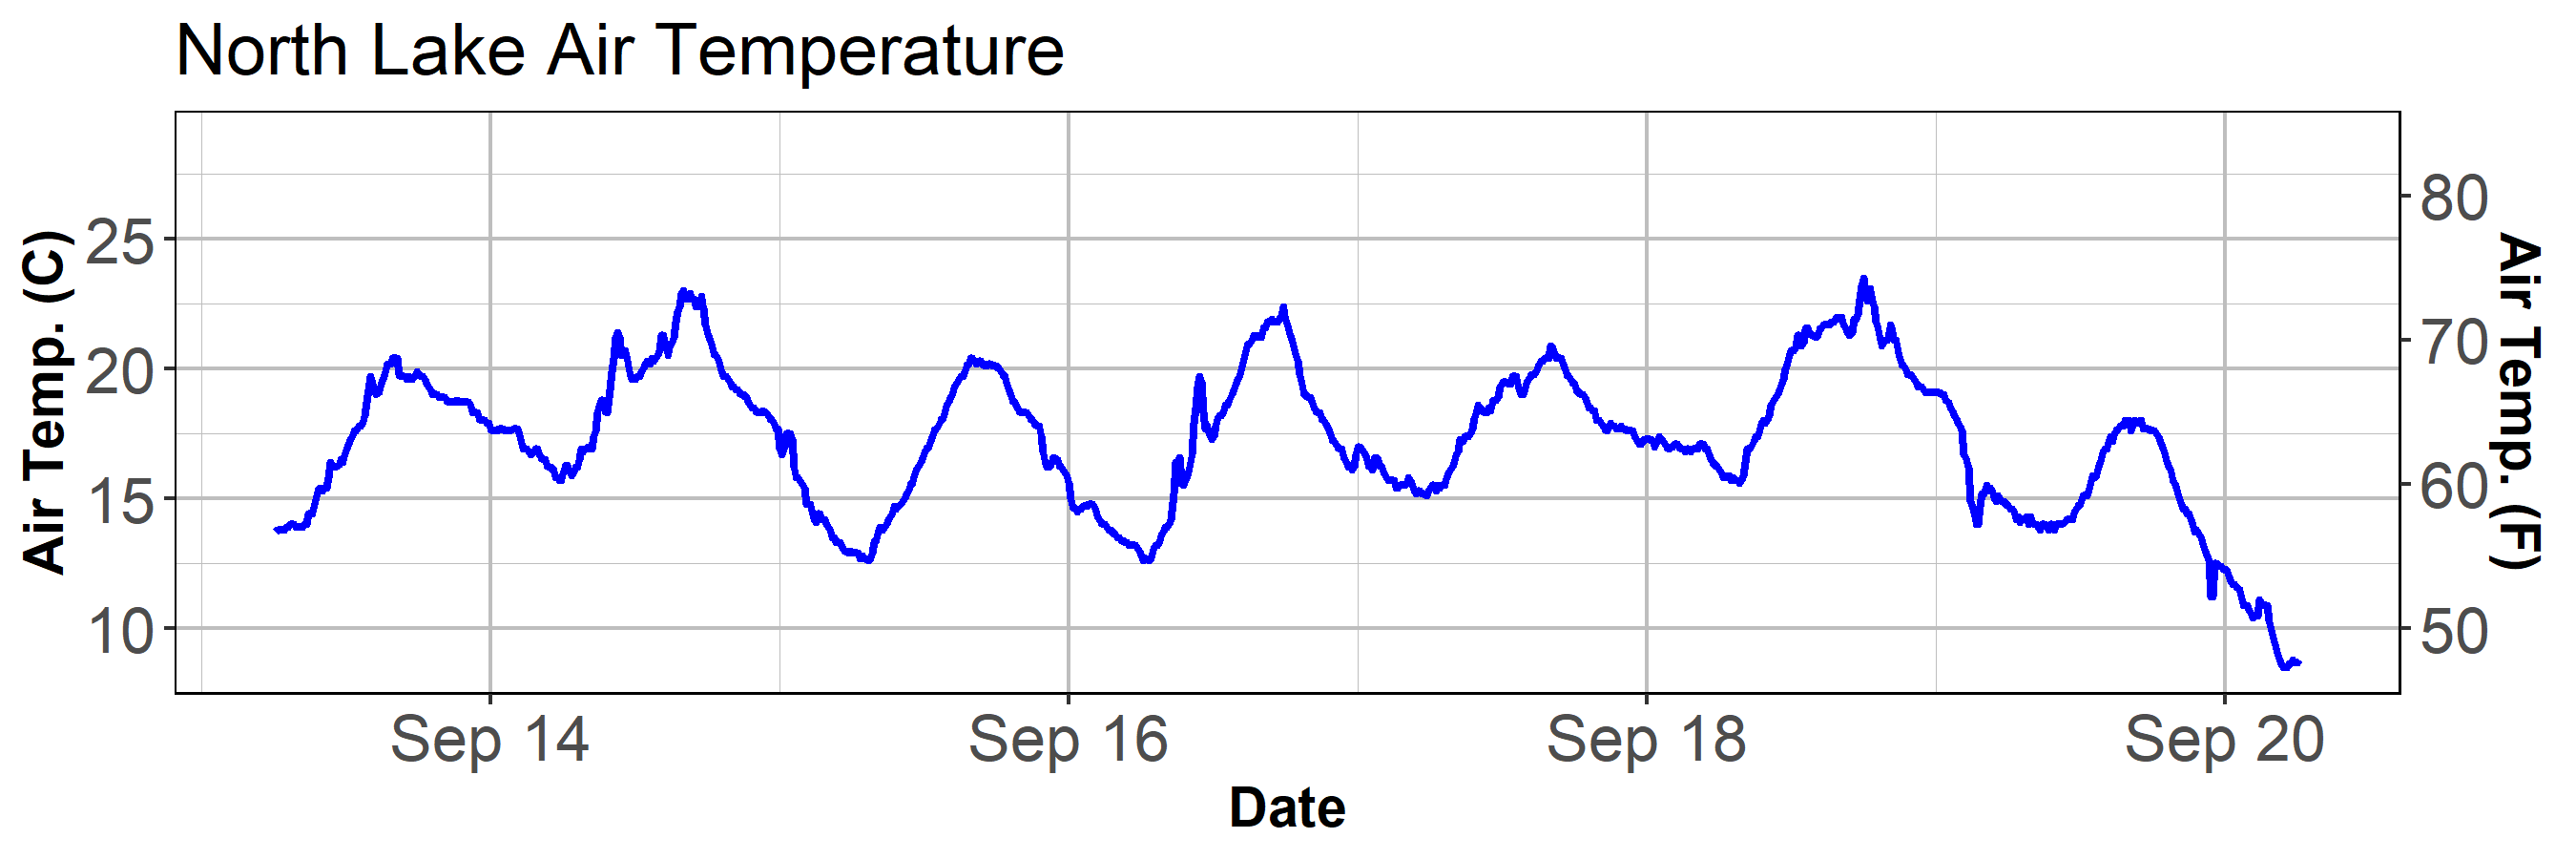 North Lake Air Temperature
Air Temp. (C)
25
20
15
10
80
70
60
50
Air Temp. (F)
Sep 14
Sep 16
Sep 18
Sep 20
Date